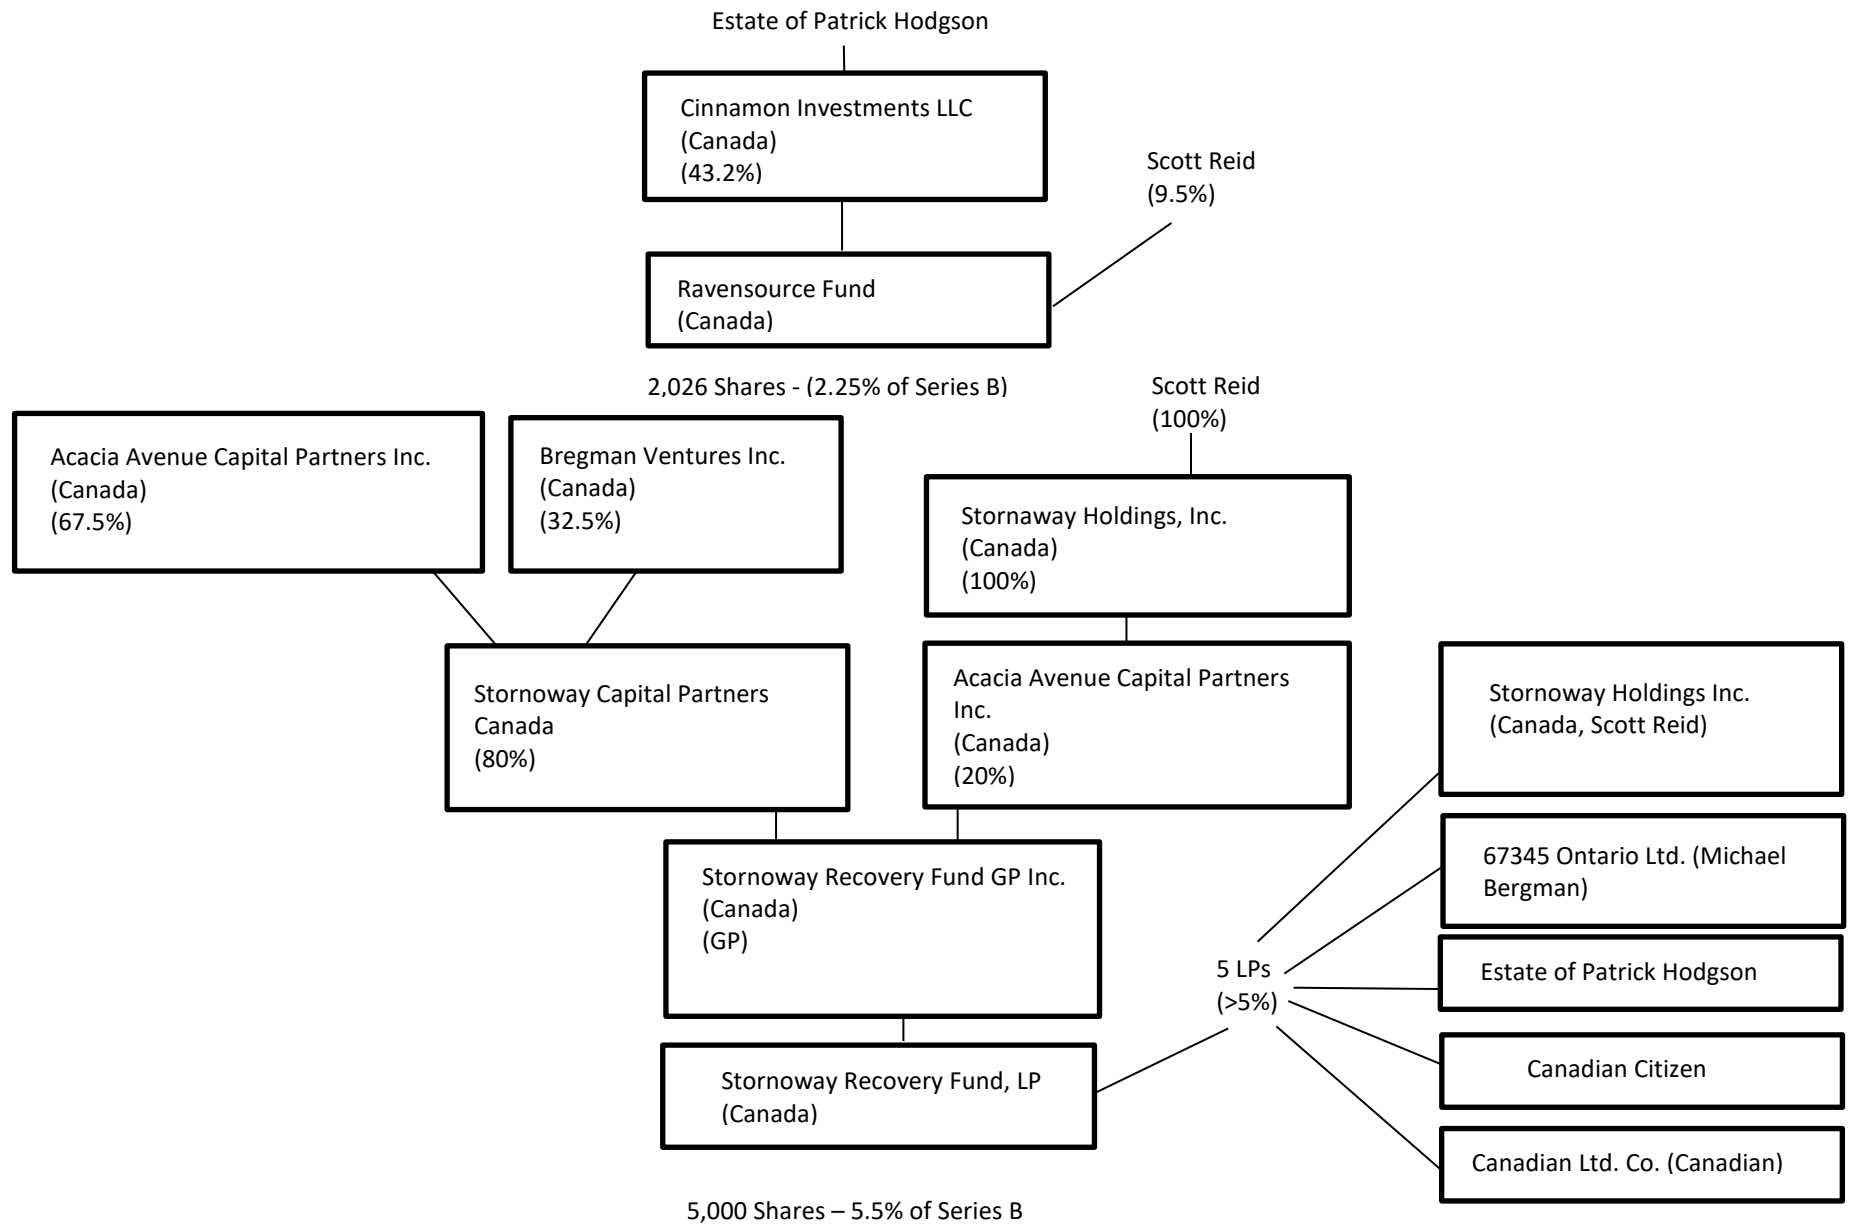 Estate of Patrick Hodgson
Cinnamon Investments LLC
(Canada)
(43.2%)
Scott Reid
(9.5%)
Ravensource Fund
(Canada)
2,026 Shares - (2.25% of Series B)
Scott Reid
(100%)
Acacia Avenue Capital Partners Inc.
(Canada)
(67.5%)
Bregman Ventures Inc.
(Canada)
(32.5%)
Stornaway Holdings, Inc.
(Canada)
(100%)
Stornoway Capital Partners
Canada
(80%)
Acacia Avenue Capital Partners
Inc.
(Canada)
(20%)
Stornoway Holdings Inc.
(Canada, Scott Reid)
67345 Ontario Ltd. (Michael
Bergman)
Stornoway Recovery Fund GP Inc.
(Canada)
(GP)
5 LPs
(>5%)
Estate of Patrick Hodgson
Canadian Citizen
Stornoway Recovery Fund, LP
(Canada)
Canadian Ltd. Co. (Canadian)
5,000 Shares – 5.5% of Series B